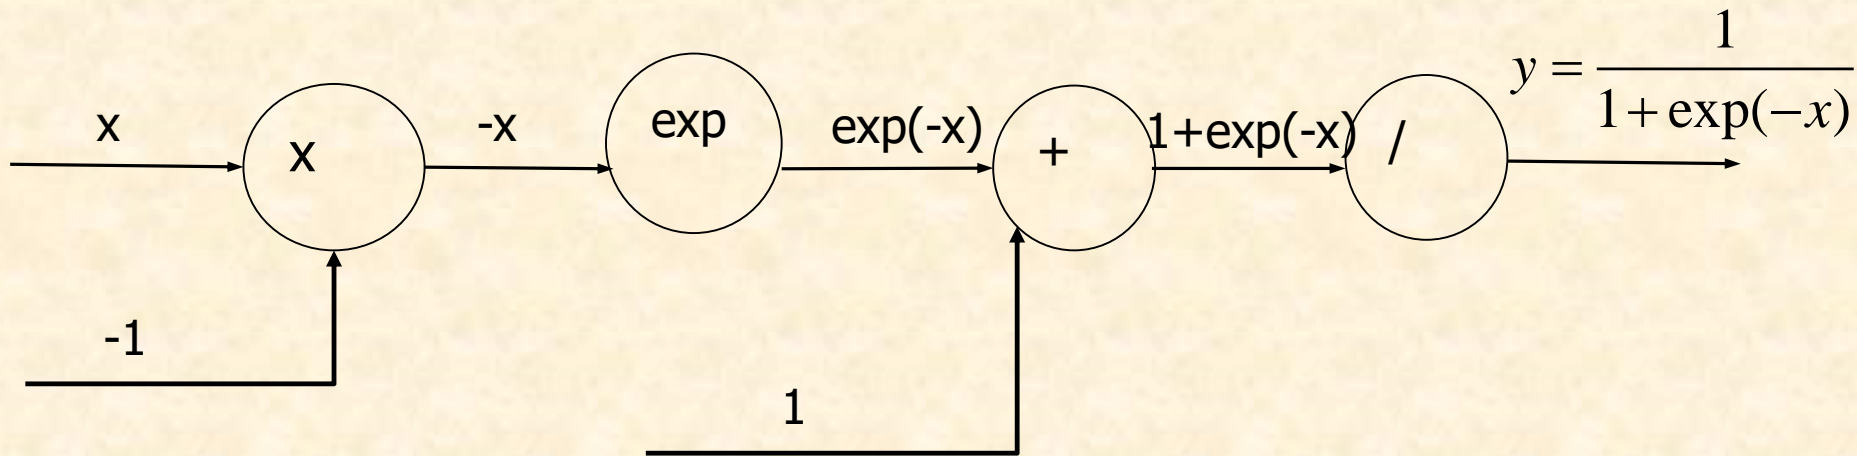 x
x
-x
exp
exp(-x)
+
1+exp(-x)
/
y = 1 / (1 + exp(−x))
-1
1